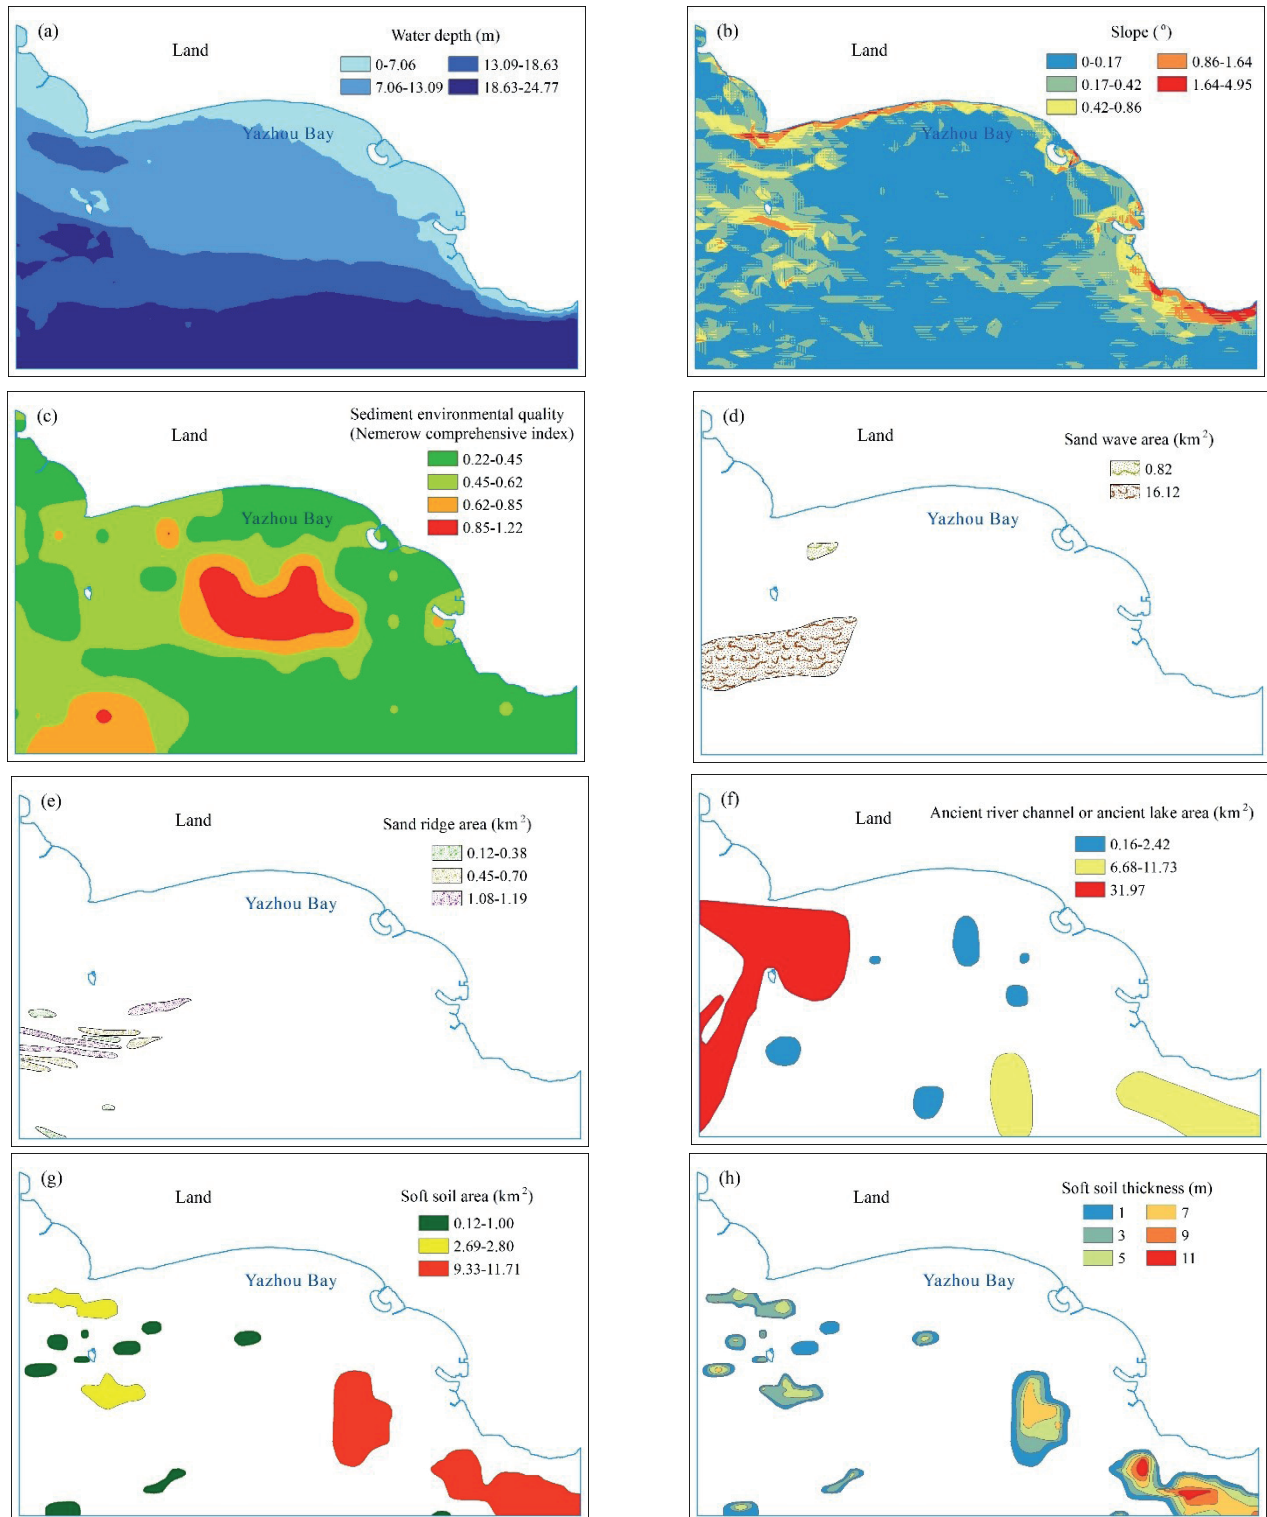 (a)
Land
Water depth (m)
0-7.06
13.09-18.63
7.06-13.09
18.63-24.77
Yazhou Bay
(b)
Land
Slope (°)
0-0.17
0.86-1.64
0.17-0.42
1.64-4.95
0.42-0.86
Yazhou Bay
(c)
Land
Sediment environmental quality
(Nemerow comprehensive index)
0.22-0.45
0.45-0.62
0.62-0.85
0.85-1.22
Yazhou Bay
(d)
Land
Sand wave area (km²)
0.82
16.12
Yazhou Bay
(e)
Land
Sand ridge area (km²)
0.12-0.38
0.45-0.70
1.08-1.19
Yazhou Bay
(f)
Land
Ancient river channel or ancient lake area (km²)
0.16-2.42
6.68-11.73
31.97
(g)
Land
Soft soil area (km²)
0.12-1.00
2.69-2.80
9.33-11.71
Yazhou Bay
(h)
Land
Soft soil thickness (m)
1
7
3
9
5
11
Yazhou Bay